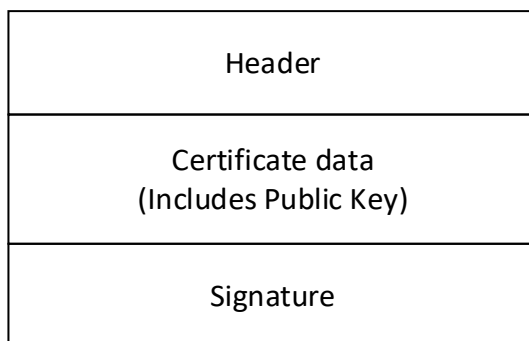 Header
Certificate data
(Includes Public Key)
Signature